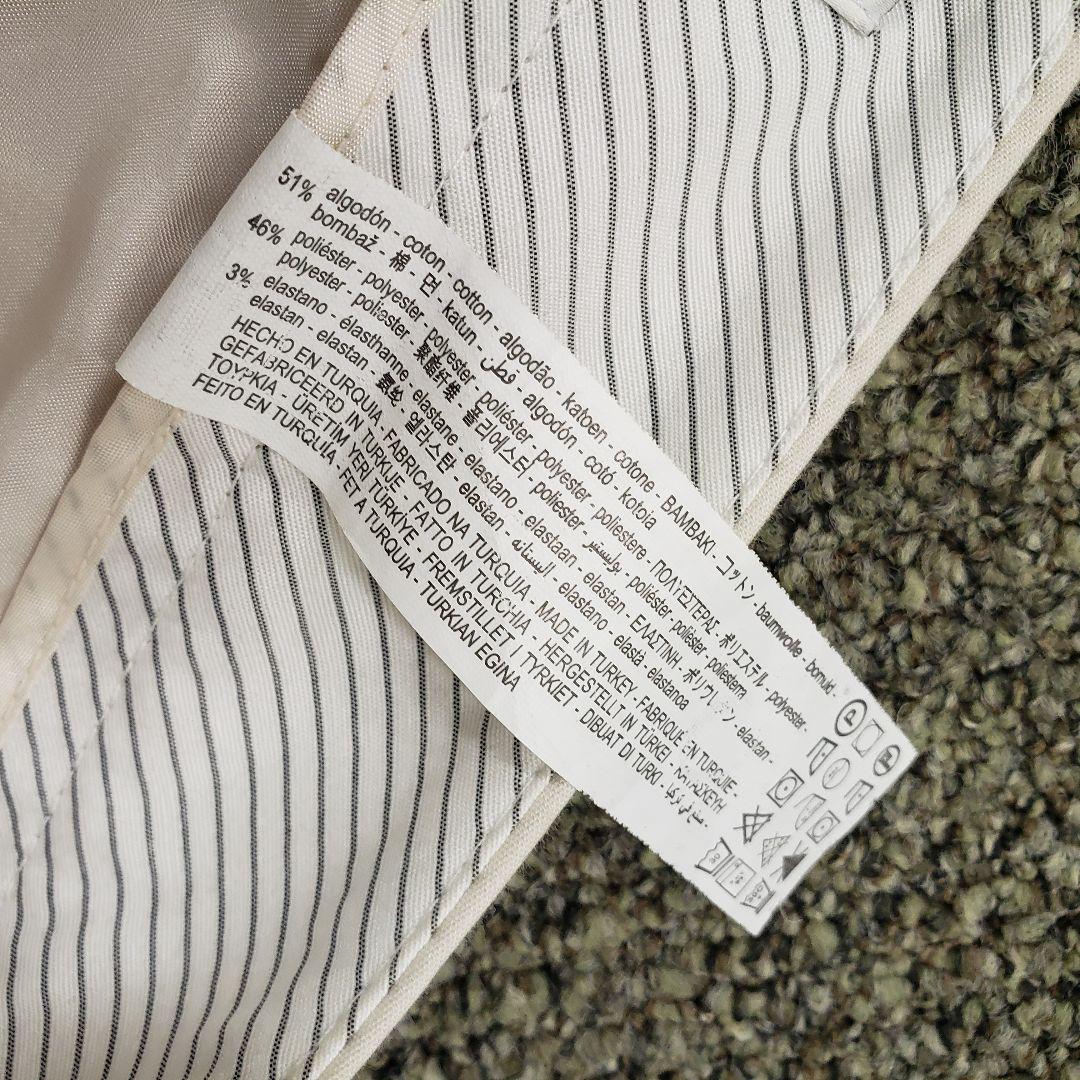 51% algodón - coton - cotton - algodão - katoen - cotone - BAMBAKI - コットン - baumwolle - bomuld -
bombaž - 棉 - 면 - katun - قطن - algodón - cotó - kotoia
46% poliéster - polyester - polyester - poliéster - polyester - poliestere - ΠΟΛΥΕΣΤΕΡΑΣ - ポリエステル - polyester -
polyester - poliester - 聚酯纤维 - 폴리에스터 - poliester - بوليستير - poliéster - polièster - poliesterra
3% elastano - élasthanne - elastane - elastano - elastaan - elastan - ΕΛΑΣΤΙΝΗ - ポリウレタン - elastan -
elastan - elastan - 氨纶 - 엘라스탄 - elastan - اليستانه - elastano - elastà - elastanoa
HECHO EN TURQUIA - FABRICADO NA TURQUIA - MADE IN TURKEY - FABRIQUE EN TURQUIE -
GEFABRICEERD IN TURKIJE - FATTO IN TURCHIA - HERGESTELLT IN TÜRKEI -
ΤΟΥΡΚΙΑ - ÜRETİM YERİ TÜRKİYE - FREMSTILLET I TYRKIET - DIBUAT DI TURKI -
FEITO EN TURQUIA - FET A TURQUIA - TURKIAN EGINA